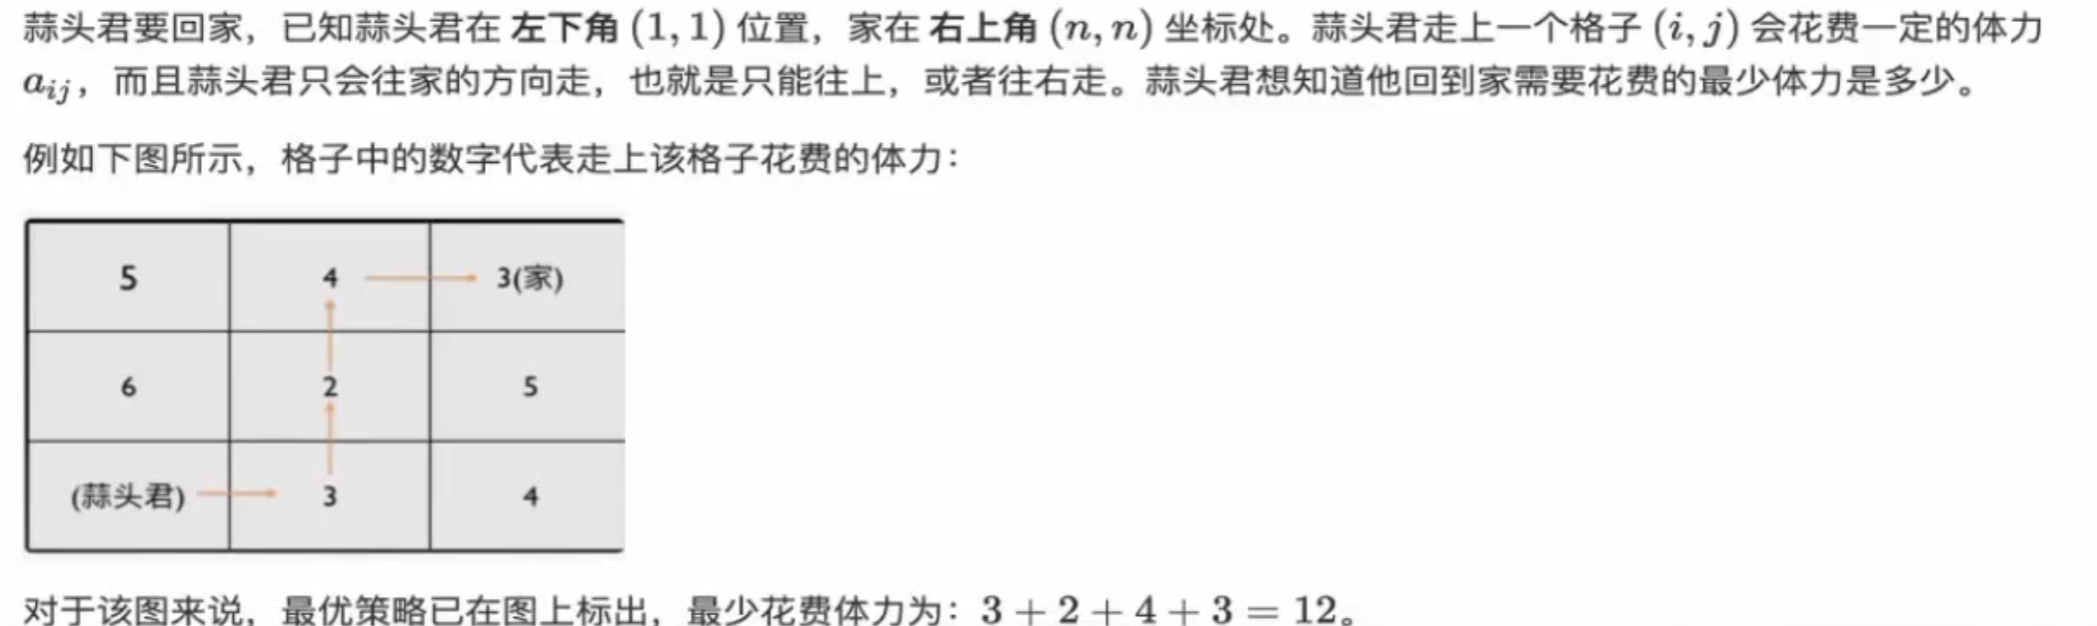 蒜头君要回家，已知蒜头君在 左下角 (1, 1) 位置，家在 右上角 (n, n) 坐标处。蒜头君走上一个格子 (i, j) 会花费一定的体力
a_{ij}，而且蒜头君只会往家的方向走，也就是只能往上，或者往右走。蒜头君想知道他回到家需要花费的最少体力是多少。
例如下图所示，格子中的数字代表走上该格子花费的体力：
5 4 3(家)
6 2 5
(蒜头君) 3 4
对于该图来说，最优策略已在图上标出，最少花费体力为：3 + 2 + 4 + 3 = 12。